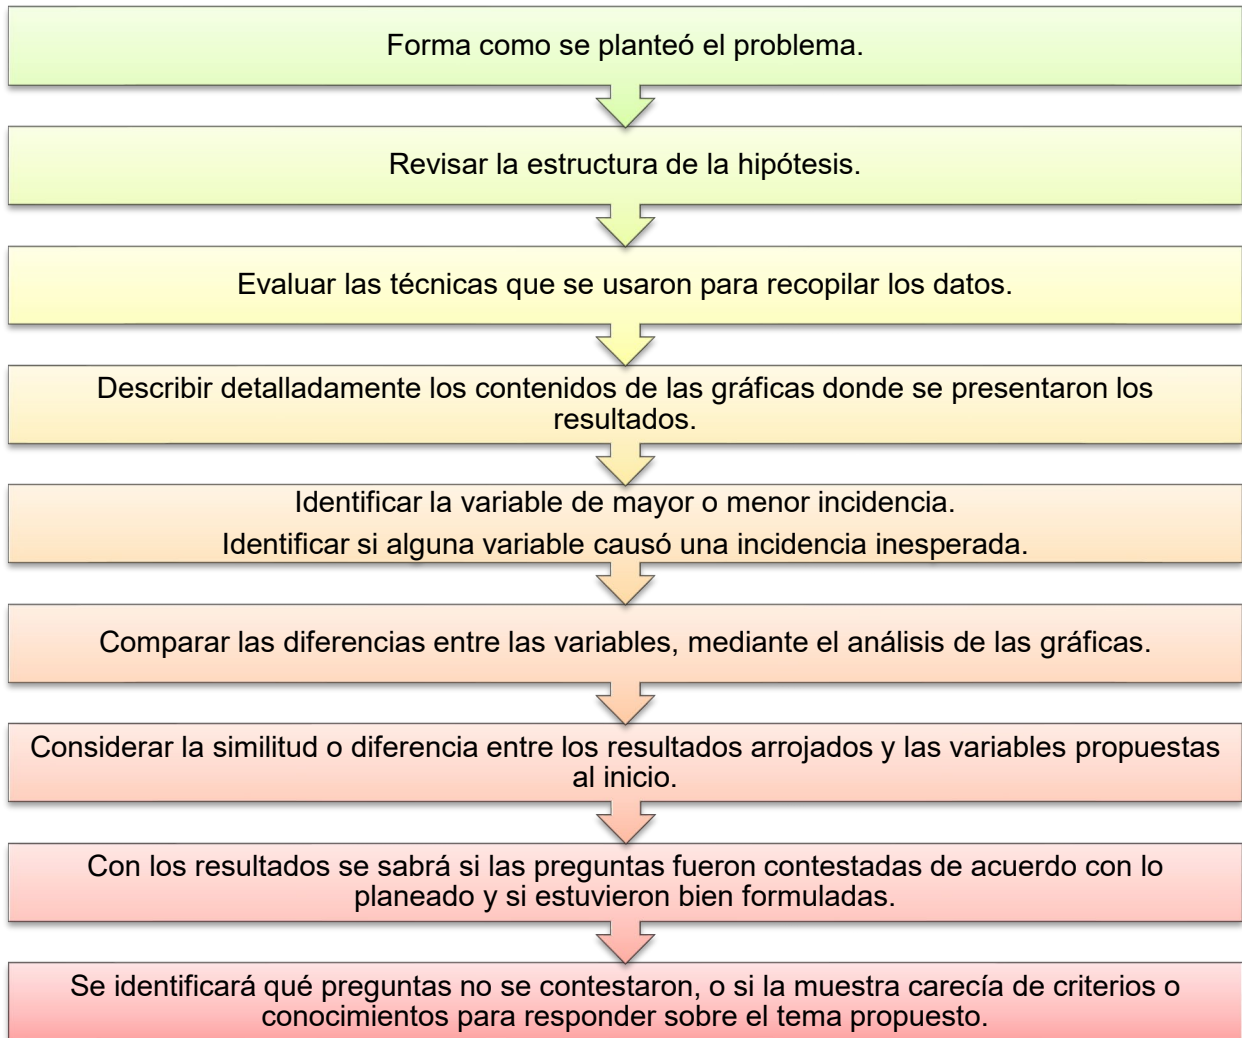 Forma como se planteó el problema.
Revisar la estructura de la hipótesis.
Evaluar las técnicas que se usaron para recopilar los datos.
Describir detalladamente los contenidos de las gráficas donde se presentaron los
resultados.
Identificar la variable de mayor o menor incidencia.
Identificar si alguna variable causó una incidencia inesperada.
Comparar las diferencias entre las variables, mediante el análisis de las gráficas.
Considerar la similitud o diferencia entre los resultados arrojados y las variables propuestas
al inicio.
Con los resultados se sabrá si las preguntas fueron contestadas de acuerdo con lo
planeado y si estuvieron bien formuladas.
Se identificará qué preguntas no se contestaron, o si la muestra carecía de criterios o
conocimientos para responder sobre el tema propuesto.